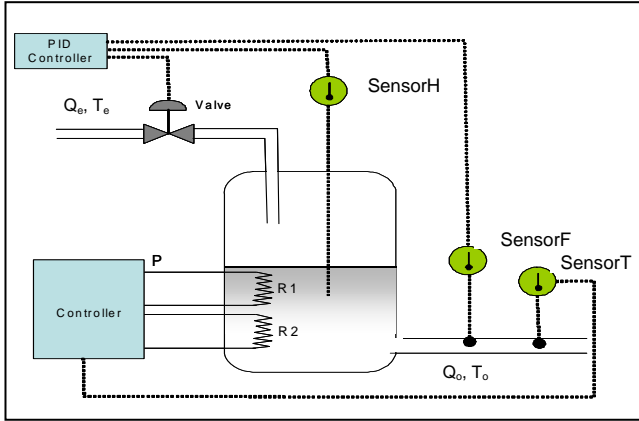 PID
Controller
SensorH
Qe, Te
Valve
SensorF
SensorT
P
R1
Controller
R2
Qo, To